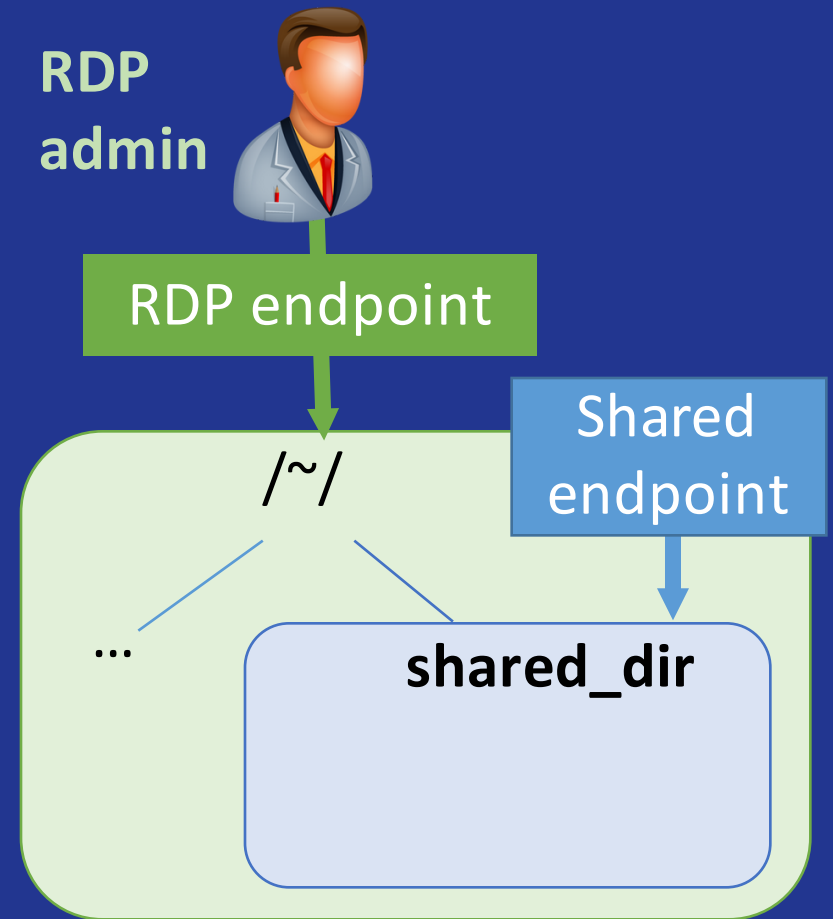 RDP
admin
RDP endpoint
Shared
endpoint
/~/
...
shared_dir